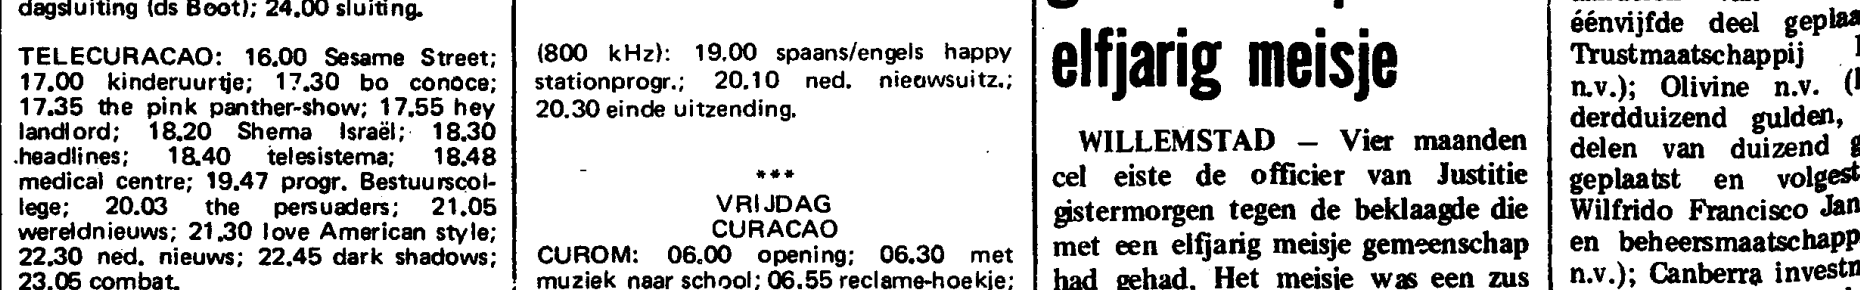 dagsluiting (ds Boot); 24.00 sluiting.
TELECURACAO: 16.00 Sesame Street;
17.00 kinderuurtje; 17.30 bo conoce;
17.35 the pink panther-show; 17.55 hey
landlord; 18.20 Shema Israël; 18.30
headlines; 18.40 telesistema; 18.48
medical centre; 19.47 progr. Bestuurscol-
lege; 20.03 the persuaders; 21.05
wereldnieuws; 21.30 love American style;
22.30 ned. nieuws; 22.45 dark shadows;
23.05 combat.
(800 kHz): 19.00 spaans/engels happy
stationprogr.; 20.10 ned. nieuwsuitz.;
20.30 einde uitzending.
***
VRIJDAG
CURACAO
CUROM: 06.00 opening; 06.30 met
muziek naar school; 06.55 reclame-hoekje;
elfjarig meisje
WILLEMSTAD — Vier maanden
cel eiste de officier van Justitie
gistermorgen tegen de beklaagde die
met een elfjarig meisje gemeenschap
had gehad. Het meisje was een zus
éénvijfde deel geplaa
Trustmaatschappij
n.v.); Olivine n.v.
derdduizend gulden,
delen van duizend
geplaatst en volgest
Wilfrido Francisco Jan
en beheersmaatschapp
n.v.); Canberra investm